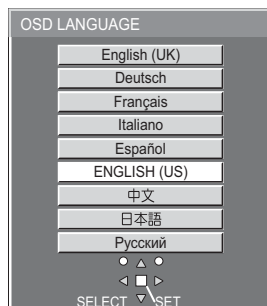 OSD LANGUAGE
English (UK)
Deutsch
Français
Italiano
Español
ENGLISH (US)
中文
日本語
Русский
SELECT SET